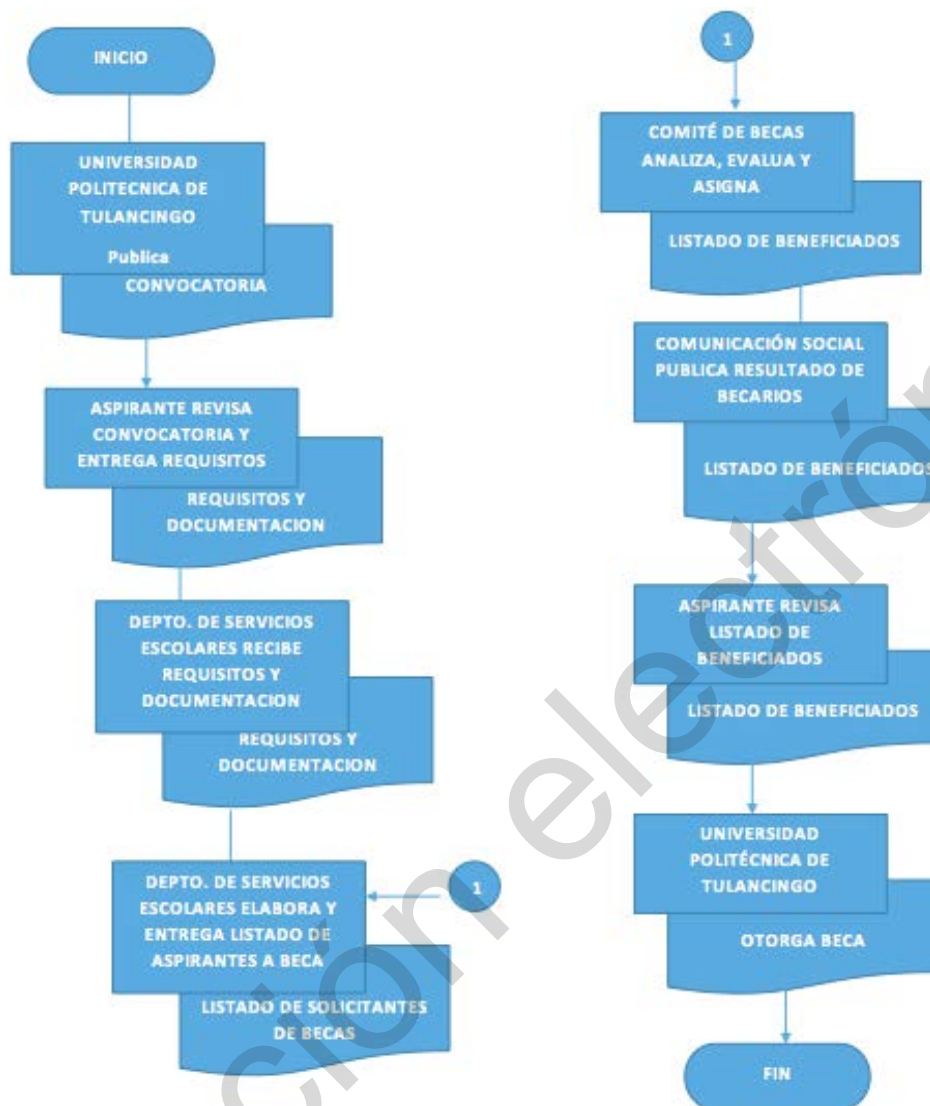 INICIO
UNIVERSIDAD
POLITECNICA DE
TULANCINGO
Publica
CONVOCATORIA
ASPIRANTE REVISA
CONVOCATORIA Y
ENTREGA REQUISITOS
REQUISITOS Y
DOCUMENTACION
DEPTO. DE SERVICIOS
ESCOLARES RECIBE
REQUISITOS Y
DOCUMENTACION
REQUISITOS Y
DOCUMENTACION
DEPTO. DE SERVICIOS
ESCOLARES ELABORA Y
ENTREGA LISTADO DE
ASPIRANTES A BECA
1
LISTADO DE SOLICITANTES
DE BECAS
1
COMITÉ DE BECAS
ANALIZA, EVALUA Y
ASIGNA
LISTADO DE BENEFICIADOS
COMUNICACIÓN SOCIAL
PUBLICA RESULTADO DE
BECARIOS
LISTADO DE BENEFICIADOS
ASPIRANTE REVISA
LISTADO DE
BENEFICIADOS
LISTADO DE BENEFICIADOS
UNIVERSIDAD
POLITÉCNICA DE
TULANCINGO
OTORGA BECA
FIN
ción electrón